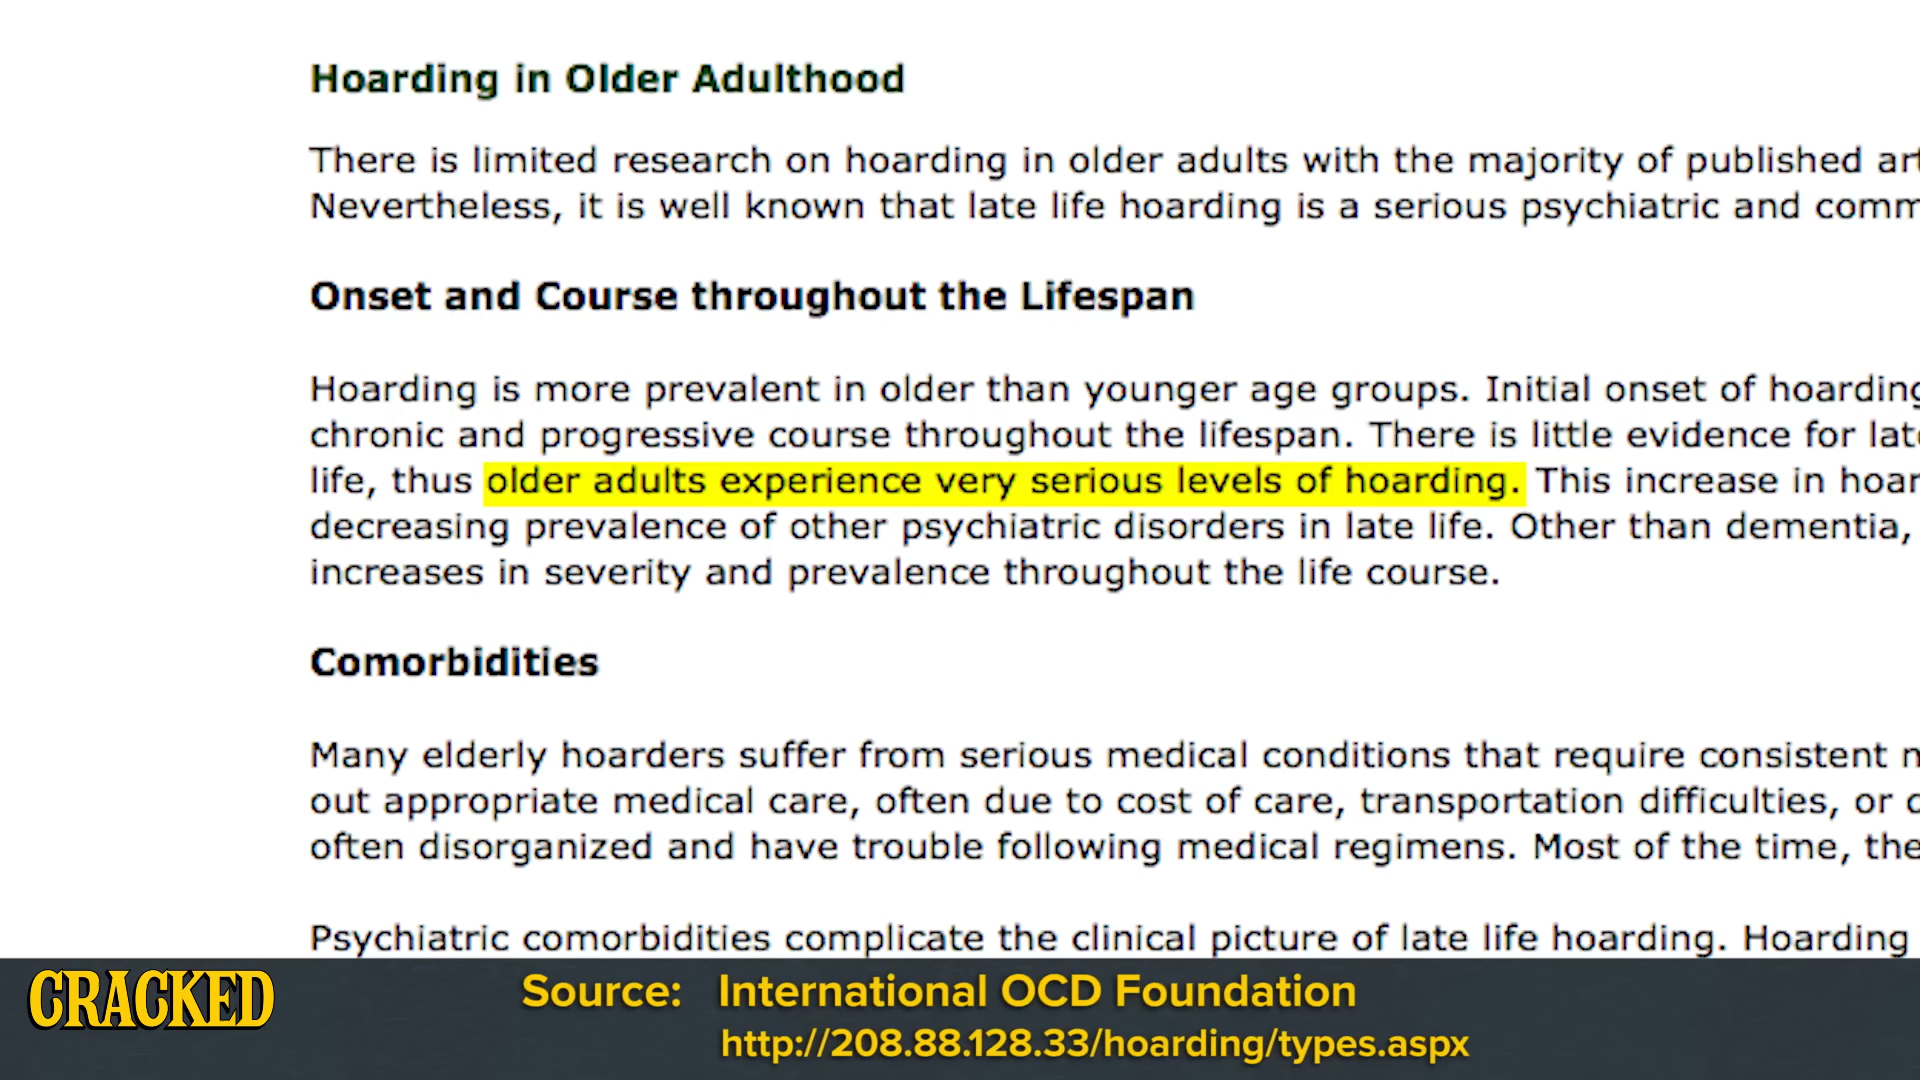 Hoarding in Older Adulthood
There is limited research on hoarding in older adults with the majority of published
Nevertheless, it is well known that late life hoarding is a serious psychiatric and
Onset and Course throughout the Lifespan
Hoarding is more prevalent in older than younger age groups. Initial onset of hoarding
chronic and progressive course throughout the lifespan. There is little evidence for
life, thus older adults experience very serious levels of hoarding. This increase in
decreasing prevalence of other psychiatric disorders in late life. Other than dementia,
increases in severity and prevalence throughout the life course.
Comorbidities
Many elderly hoarders suffer from serious medical conditions that require consistent
out appropriate medical care, often due to cost of care, transportation difficulties, or
often disorganized and have trouble following medical regimens. Most of the time,
Psychiatric comorbidities complicate the clinical picture of late life hoarding. Hoarding
CRACKED
Source: International OCD Foundation
http://208.88.128.33/hoarding/types.aspx